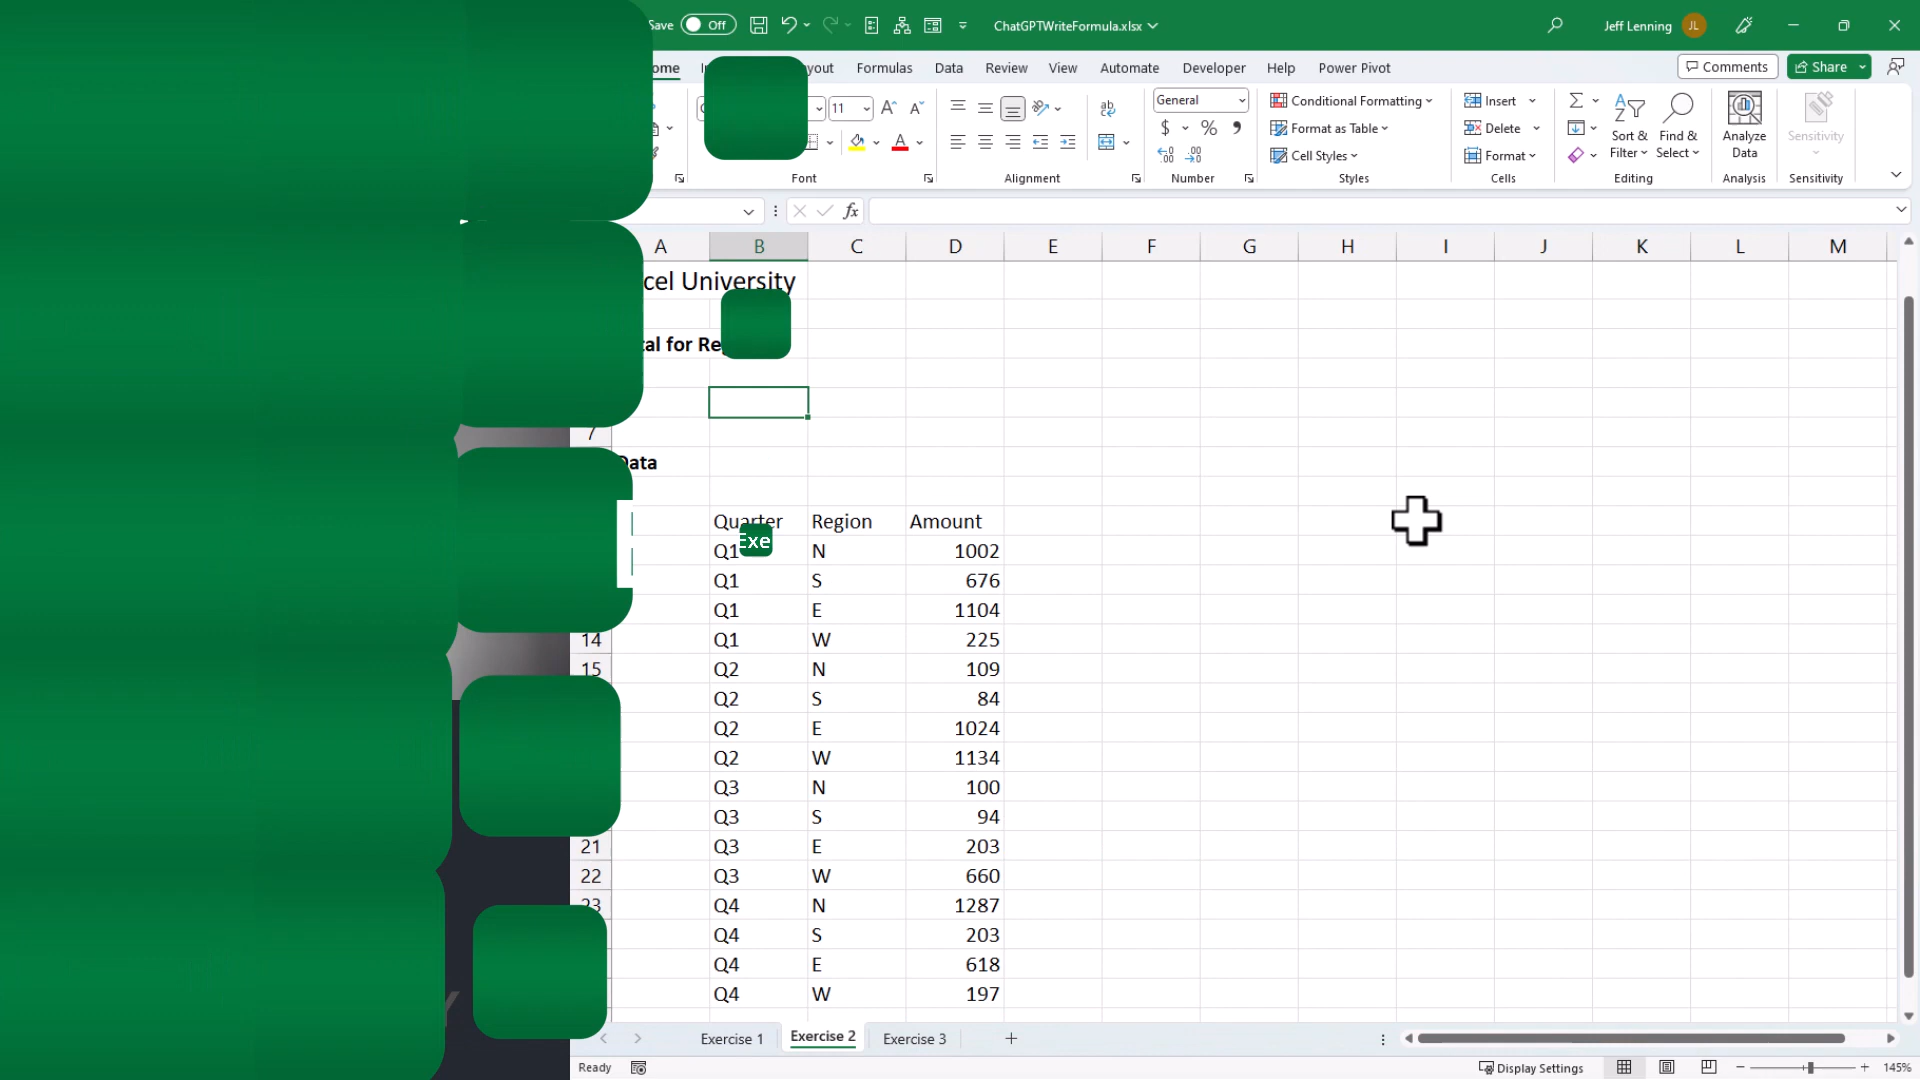 Save Off ChatGPTWriteFormula.xlsx Jeff Lenning JL
ome yout Formulas Data Review View Automate Developer Help Power Pivot Comments Share
11 ab General Conditional Formatting Insert
$ % Format as Table Delete Sort & Filter Find & Select Analyze Data Sensitivity
Cell Styles Format
Font Alignment Number Styles Cells Editing Analysis Sensitivity
fx
A B C D E F G H I J K L M
cel University
tal for Re
7
Data
Quarter Region Amount
Exe
Q1 N 1002
Q1 S 676
Q1 E 1104
14 Q1 W 225
15 Q2 N 109
Q2 S 84
Q2 E 1024
Q2 W 1134
Q3 N 100
Q3 S 94
21 Q3 E 203
22 Q3 W 660
23 Q4 N 1287
Q4 S 203
Q4 E 618
Q4 W 197
Exercise 1 Exercise 2 Exercise 3
Ready Display Settings 145%